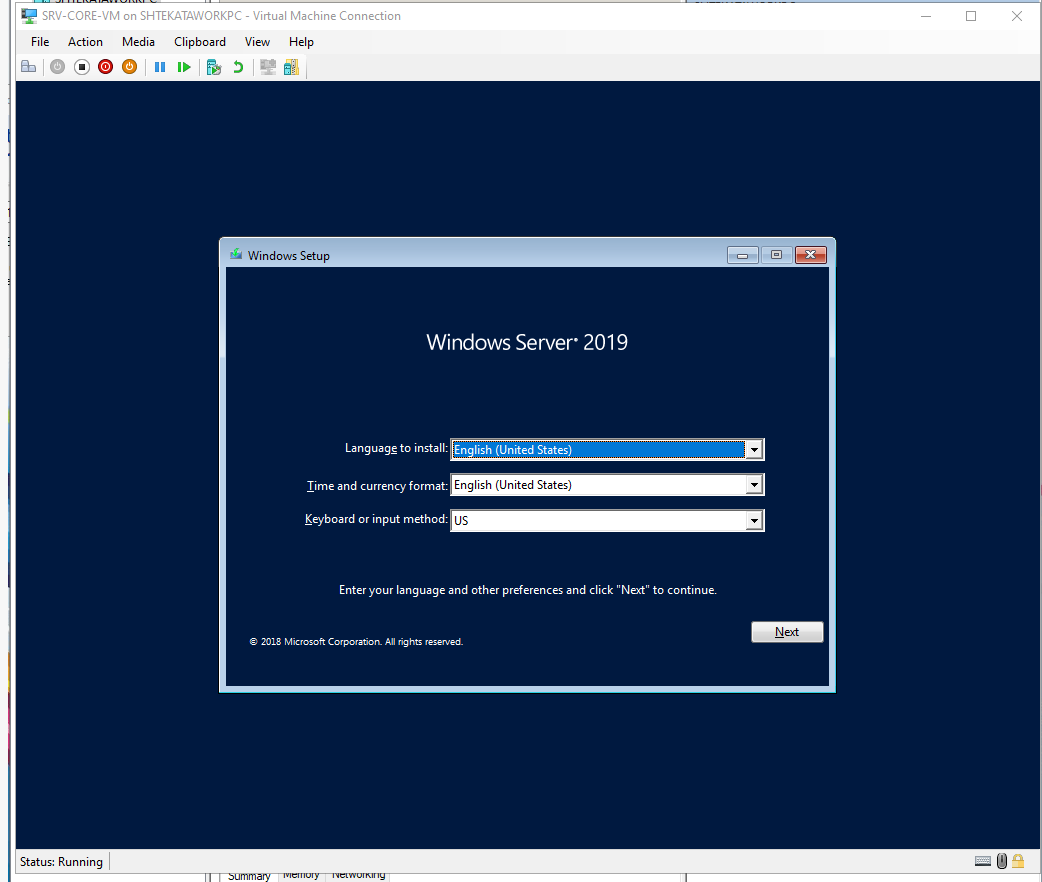 SRV-CORE-VM on SHTEKATAWORKPC - Virtual Machine Connection
File Action Media Clipboard View Help
Windows Setup
Windows Server 2019
Language to install: English (United States)
Time and currency format: English (United States)
Keyboard or input method: US
Enter your language and other preferences and click "Next" to continue.
Next
© 2018 Microsoft Corporation. All rights reserved.
Status: Running
Summary Memory Networking